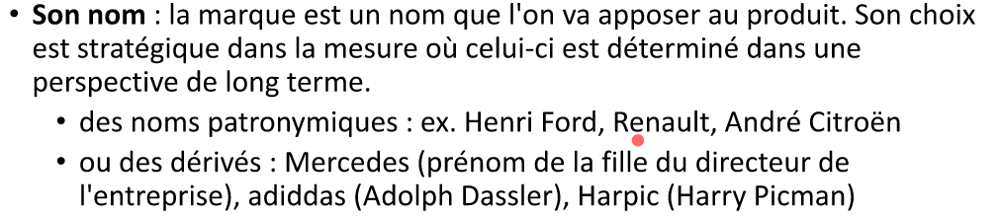 • Son nom : la marque est un nom que l'on va apposer au produit. Son choix
est stratégique dans la mesure où celui-ci est déterminé dans une
perspective de long terme.
• des noms patronymiques : ex. Henri Ford, Renault, André Citroën
• ou des dérivés : Mercedes (prénom de la fille du directeur de
l'entreprise), adiddas (Adolph Dassler), Harpic (Harry Picman)